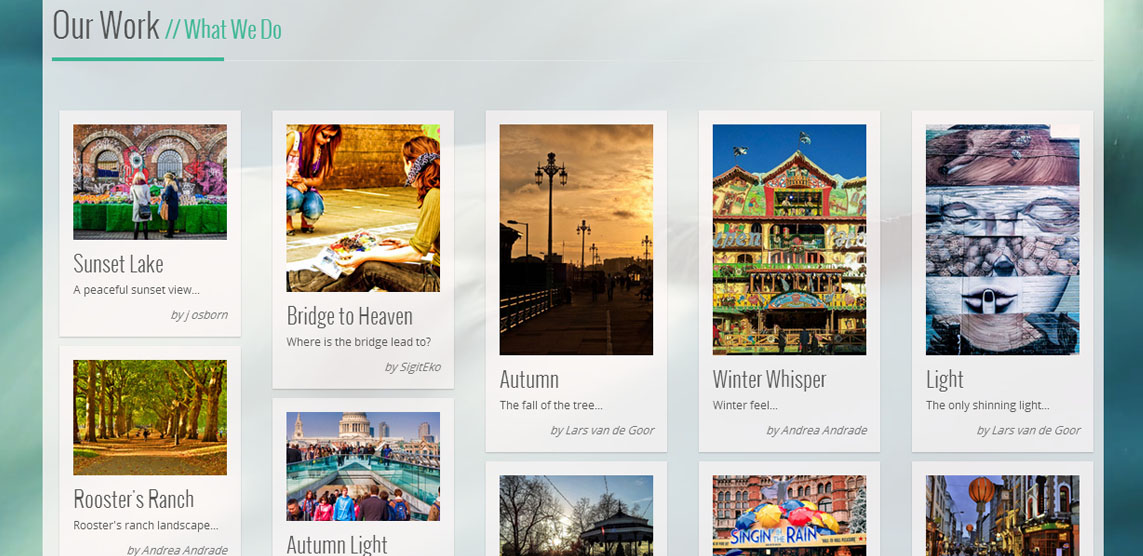 Our Work // What We Do
Sunset Lake
A peaceful sunset view...
by j osborn
Rooster's Ranch
Rooster's ranch landscape...
by Andrea Andrade
Bridge to Heaven
Where is the bridge lead to?
by SigitEko
Autumn Light
Autumn
The fall of the tree...
by Lars van de Goor
Winter Whisper
Winter feel...
by Andrea Andrade
SINGIN' IN THE
RAIN
Light
The only shinning light...
by Lars van de Goor